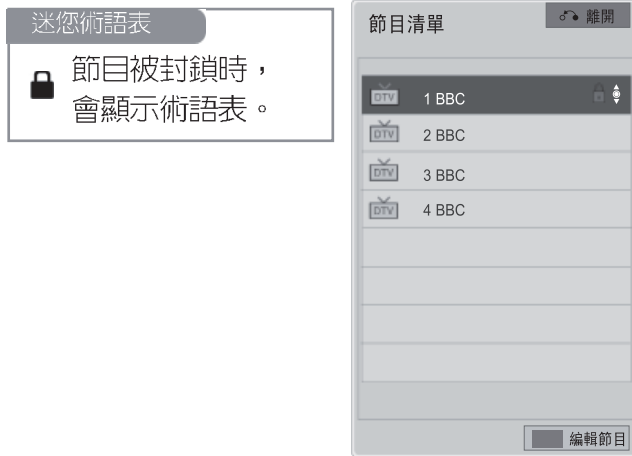 迷您術語表
節目被封鎖時，
會顯示術語表。
節目清單
離開
DTV 1 BBC
DTV 2 BBC
DTV 3 BBC
DTV 4 BBC
編輯節目